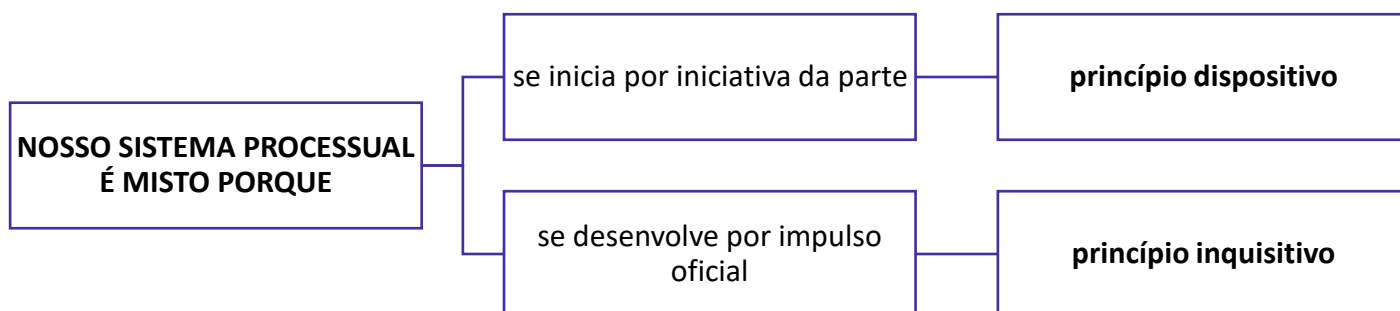 NOSSO SISTEMA PROCESSUAL
É MISTO PORQUE
se inicia por iniciativa da parte
princípio dispositivo
se desenvolve por impulso
oficial
princípio inquisitivo